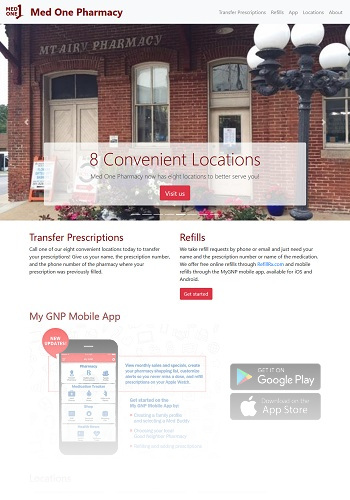 MED ONE 1 Med One Pharmacy
Transfer Prescriptions Refills App Locations About
MT. AIRY PHARMACY
8 Convenient Locations
Med One Pharmacy now has eight locations to better serve you!
Visit us
Transfer Prescriptions
Call one of our eight convenient locations today to transfer
your prescriptions! Give us your name, the prescription number,
and the phone number of the pharmacy where your
prescription was previously filled.
Refills
We take refill requests by phone or email and just need your
name and the prescription number or name of the medication.
We offer free online refills through RefillRx.com and mobile
refills through the MyGNP mobile app, available for iOS and
Android.
Get started
My GNP Mobile App
NEW
UPDATES!
Pharmacy
Medication Tracker
Shop
View monthly sales and specials, create
your pharmacy shopping list, customize
alerts so you never miss a dose, and refill
prescriptions on your Apple Watch.
Get started on the
My GNP Mobile App by:
Creating a family profile
and connecting a Med Buddy
Choosing your local
Good Neighbor Pharmacy
GET IT ON
Google Play
Download on the
App Store
Locations